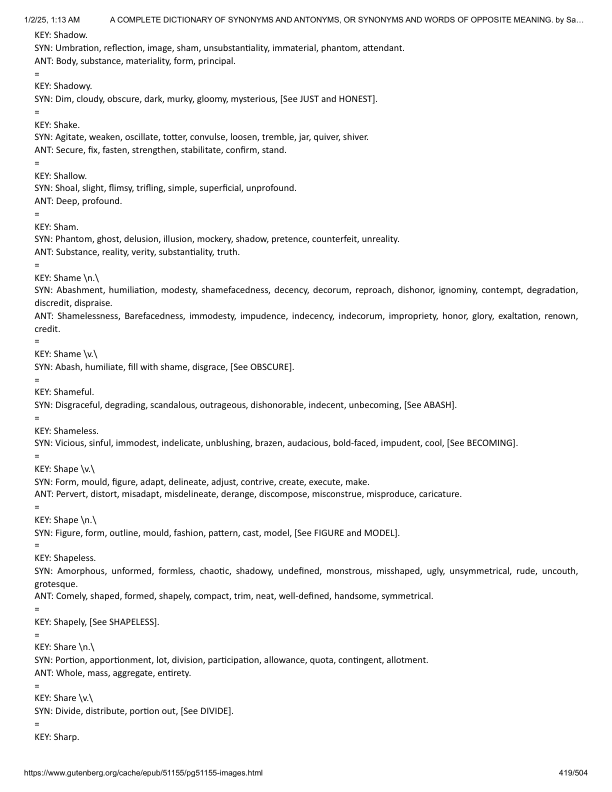 1/2/25, 1:13 AM A COMPLETE DICTIONARY OF SYNONYMS AND ANTONYMS, OR SYNONYMS AND WORDS OF OPPOSITE MEANING. by Sa…
KEY: Shadow.
SYN: Umbration, reflection, image, sham, unsubstantiality, immaterial, phantom, attendant.
ANT: Body, substance, materiality, form, principal.
=
KEY: Shadowy.
SYN: Dim, cloudy, obscure, dark, murky, gloomy, mysterious, [See JUST and HONEST].
=
KEY: Shake.
SYN: Agitate, weaken, oscillate, totter, convulse, loosen, tremble, jar, quiver, shiver.
ANT: Secure, fix, fasten, strengthen, stabilitate, confirm, stand.
=
KEY: Shallow.
SYN: Shoal, slight, flimsy, trifling, simple, superficial, unprofound.
ANT: Deep, profound.
=
KEY: Sham.
SYN: Phantom, ghost, delusion, illusion, mockery, shadow, pretence, counterfeit, unreality.
ANT: Substance, reality, verity, substantiality, truth.
=
KEY: Shame \n.\
SYN: Abashment, humiliation, modesty, shamefacedness, decency, decorum, reproach, dishonor, ignominy, contempt, degradation,
discredit, dispraise.
ANT: Shamelessness, Barefacedness, immodesty, impudence, indecency, indecorum, impropriety, honor, glory, exaltation, renown,
credit.
=
KEY: Shame \v.\
SYN: Abash, humiliate, fill with shame, disgrace, [See OBSCURE].
=
KEY: Shameful.
SYN: Disgraceful, degrading, scandalous, outrageous, dishonorable, indecent, unbecoming, [See ABASH].
=
KEY: Shameless.
SYN: Vicious, sinful, immodest, indelicate, unblushing, brazen, audacious, bold-faced, impudent, cool, [See BECOMING].
=
KEY: Shape \v.\
SYN: Form, mould, figure, adapt, delineate, adjust, contrive, create, execute, make.
ANT: Pervert, distort, misadapt, misdelineate, derange, discompose, misconstrue, misproduce, caricature.
=
KEY: Shape \n.\
SYN: Figure, form, outline, mould, fashion, pattern, cast, model, [See FIGURE and MODEL].
=
KEY: Shapeless.
SYN: Amorphous, unformed, formless, chaotic, shadowy, undefined, monstrous, misshaped, ugly, unsymmetrical, rude, uncouth,
grotesque.
ANT: Comely, shaped, formed, shapely, compact, trim, neat, well-defined, handsome, symmetrical.
=
KEY: Shapely, [See SHAPELESS].
=
KEY: Share \n.\
SYN: Portion, apportionment, lot, division, participation, allowance, quota, contingent, allotment.
ANT: Whole, mass, aggregate, entirety.
=
KEY: Share \v.\
SYN: Divide, distribute, portion out, [See DIVIDE].
=
KEY: Sharp.
https://www.gutenberg.org/cache/epub/51155/pg51155-images.html 419/504